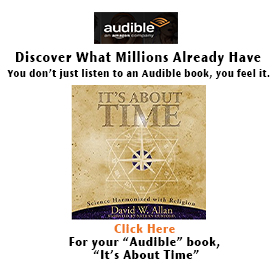 audible
an amazon company
Discover What Millions Already Have
You don't just listen to an Audible book, you feel it.
IT'S ABOUT
TIME
Science Harmonized with Religion
David W. Allan
Click Here
For your “Audible” book,
“It's About TIme”